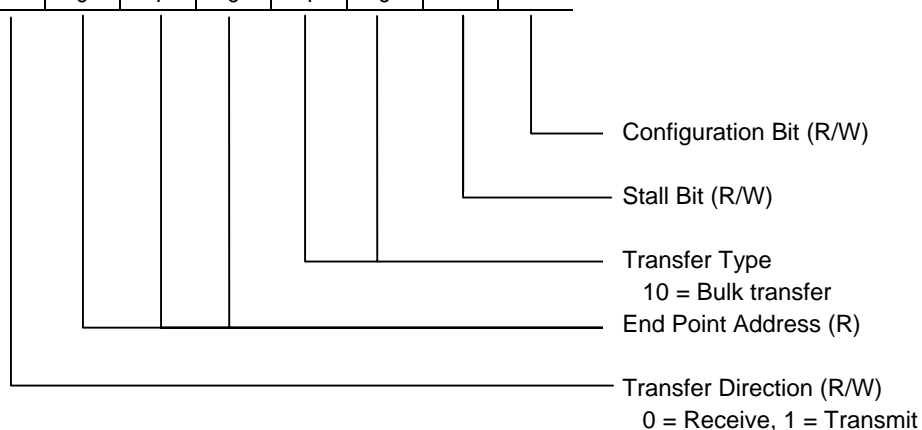 Configuration Bit (R/W)
Stall Bit (R/W)
Transfer Type
10 = Bulk transfer
End Point Address (R)
Transfer Direction (R/W)
0 = Receive, 1 = Transmit